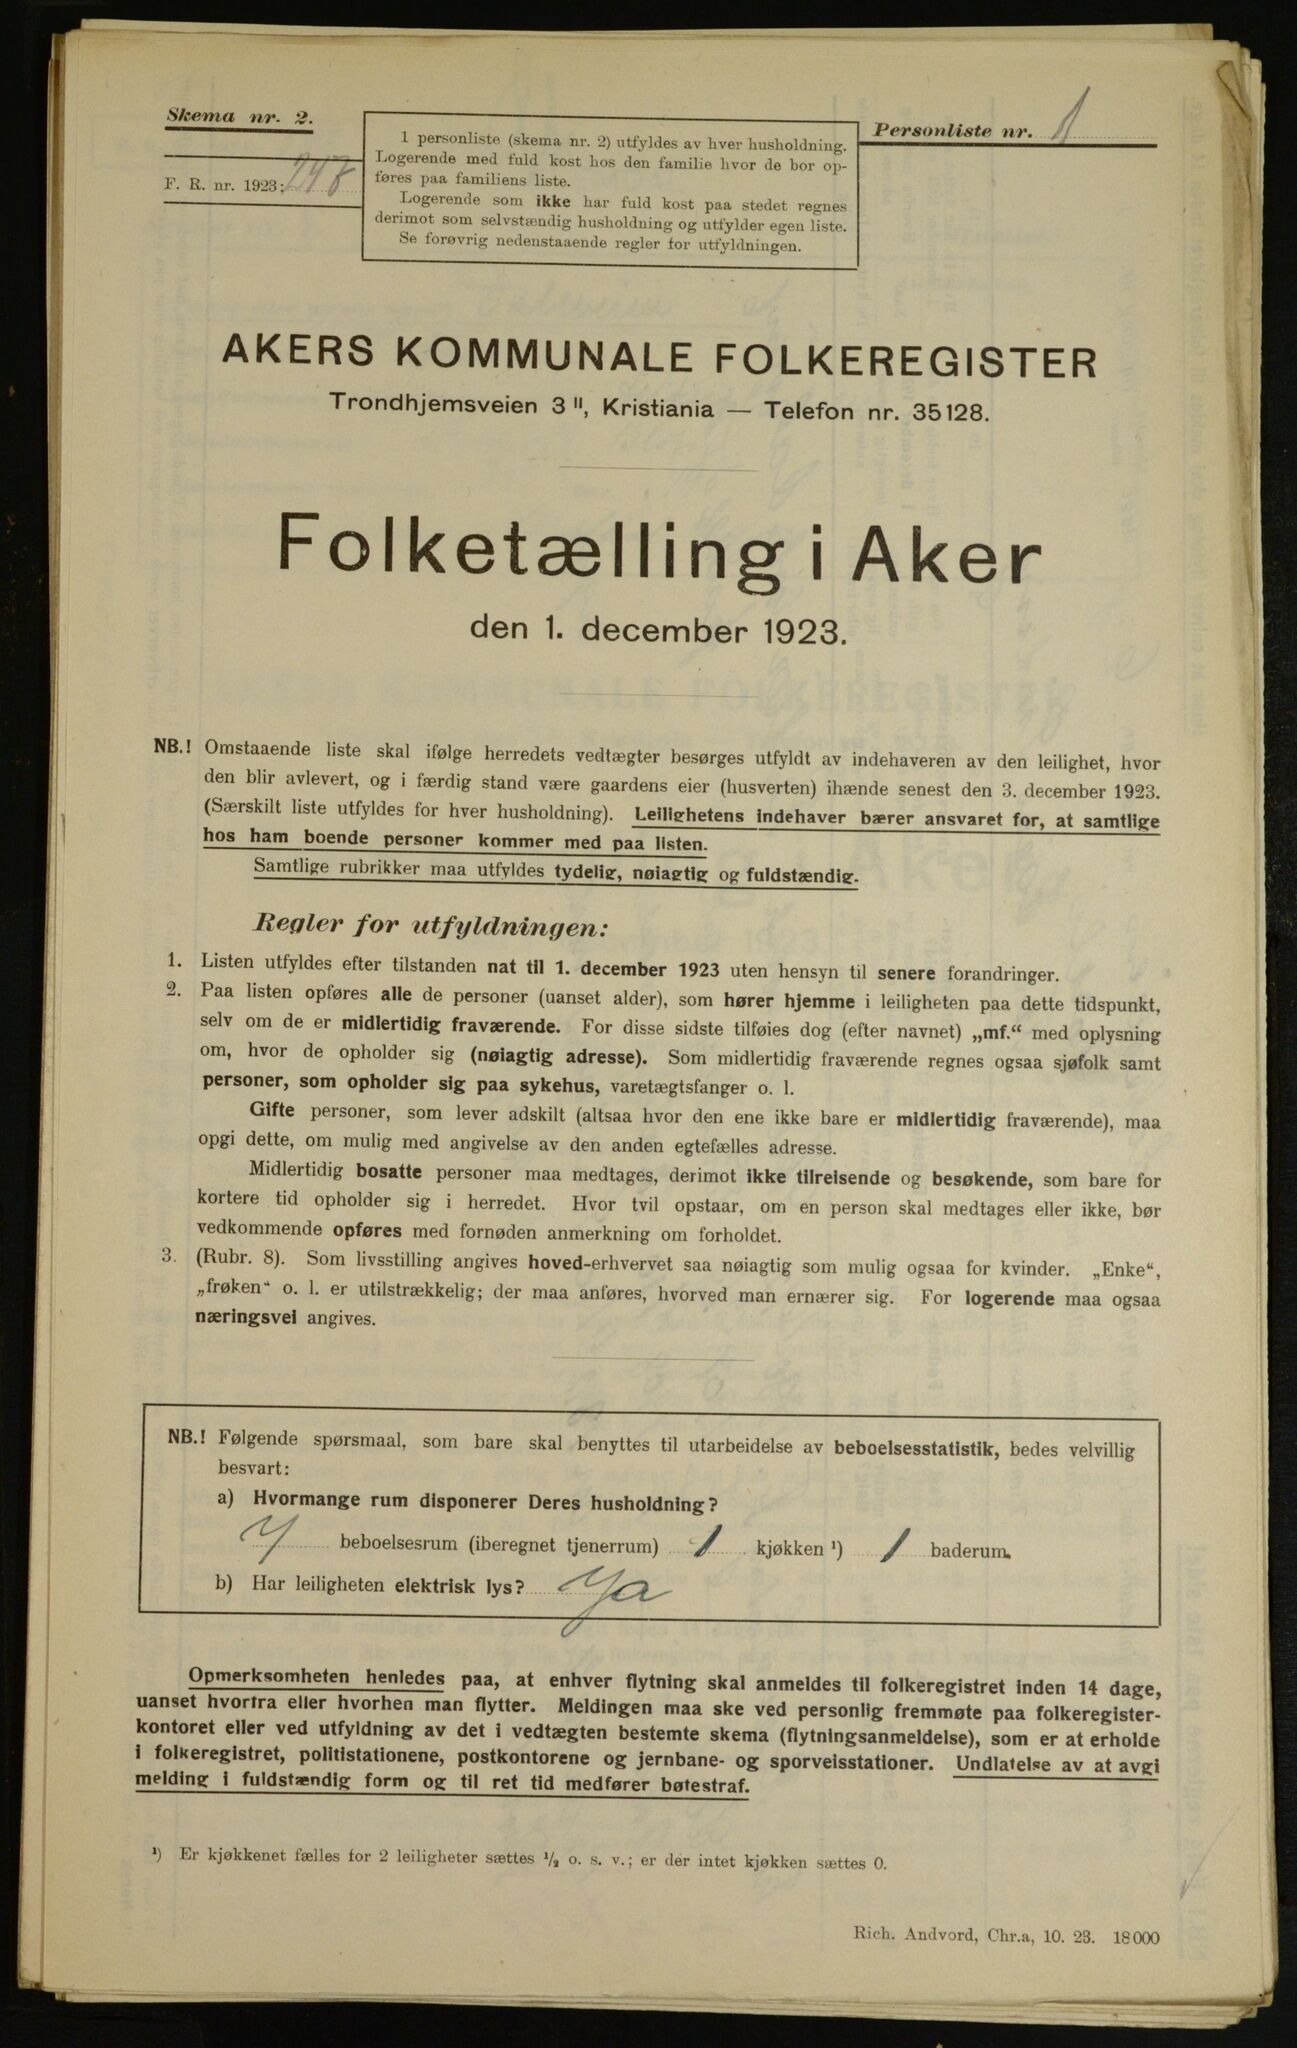 Skema nr. 2.
F. R. nr. 1923: 248
1 personliste (skema nr. 2) utfyldes av hver husholdning.
Logerende med fuld kost hos den familie hvor de bor op-
føres paa familiens liste.
Logerende som ikke har fuld kost paa stedet regnes
derimot som selvstændig husholdning og utfylder egen liste.
Se forøvrig nedenstaaende regler for utfyldningen.
Personliste nr. 1
AKERS KOMMUNALE FOLKEREGISTER
Trondhjemsveien 3 II, Kristiania — Telefon nr. 35128.
Folketælling i Aker
den 1. december 1923.
NB.! Omstaaende liste skal ifølge herredets vedtægter besørges utfyldt av indehaveren av den leilighet, hvor
den blir avlevert, og i færdig stand være gaardens eier (husverten) ihænde senest den 3. december 1923.
(Særskilt liste utfyldes for hver husholdning). Leilighetens indehaver bærer ansvaret for, at samtlige
hos ham boende personer kommer med paa listen.
Samtlige rubrikker maa utfyldes tydelig, nøiagtig og fuldstændig.
Regler for utfyldningen:
1. Listen utfyldes efter tilstanden nat til 1. december 1923 uten hensyn til senere forandringer.
2. Paa listen opføres alle de personer (uanset alder), som hører hjemme i leiligheten paa dette tidspunkt,
selv om de er midlertidig fraværende. For disse sidste tilføies dog (efter navnet) „mf.“ med oplysning
om, hvor de opholder sig (nøiagtig adresse). Som midlertidig fraværende regnes ogsaa sjøfolk samt
personer, som opholder sig paa sykehus, varetægtsfanger o. l.
Gifte personer, som lever adskilt (altsaa hvor den ene ikke bare er midlertidig fraværende), maa
opgi dette, om mulig med angivelse av den anden egtefælles adresse.
Midlertidig bosatte personer maa medtages, derimot ikke tilreisende og besøkende, som bare for
kortere tid opholder sig i herredet. Hvor tvil opstaar, om en person skal medtages eller ikke, bør
vedkommende opføres med fornøden anmerkning om forholdet.
3. (Rubr. 8). Som livsstilling angives hoved-erhvervet saa nøiagtig som mulig ogsaa for kvinder. „Enke“,
„frøken“ o. l. er utilstrækkelig; der maa anføres, hvorved man ernærer sig. For logerende maa ogsaa
næringsvei angives.
NB.! Følgende spørsmaal, som bare skal benyttes til utarbeidelse av beboelsesstatistik, bedes velvillig
besvart:
a) Hvormange rum disponerer Deres husholdning?
beboelsesrum (iberegnet tjenerrum) 1 kjøkken ¹) 1 baderum.
b) Har leiligheten elektrisk lys? Ja
Opmerksomheten henledes paa, at enhver flytning skal anmeldes til folkeregistret inden 14 dage,
uanset hvorfra eller hvorhen man flytter. Meldingen maa ske ved personlig fremmøte paa folkeregister-
kontoret eller ved utfyldning av det i vedtægten bestemte skema (flytningsanmeldelse), som er at erholde
i folkeregistret, politistationene, postkontorene og jernbane- og sporveisstationer. Undlatelse av at avgi
melding i fuldstændig form og til ret tid medfører bøtestraf.
¹) Er kjøkkenet fælles for 2 leiligheter sættes ½ o. s. v.; er der intet kjøkken sættes 0.
Rich. Andvord, Chr.a, 10. 23. 18000